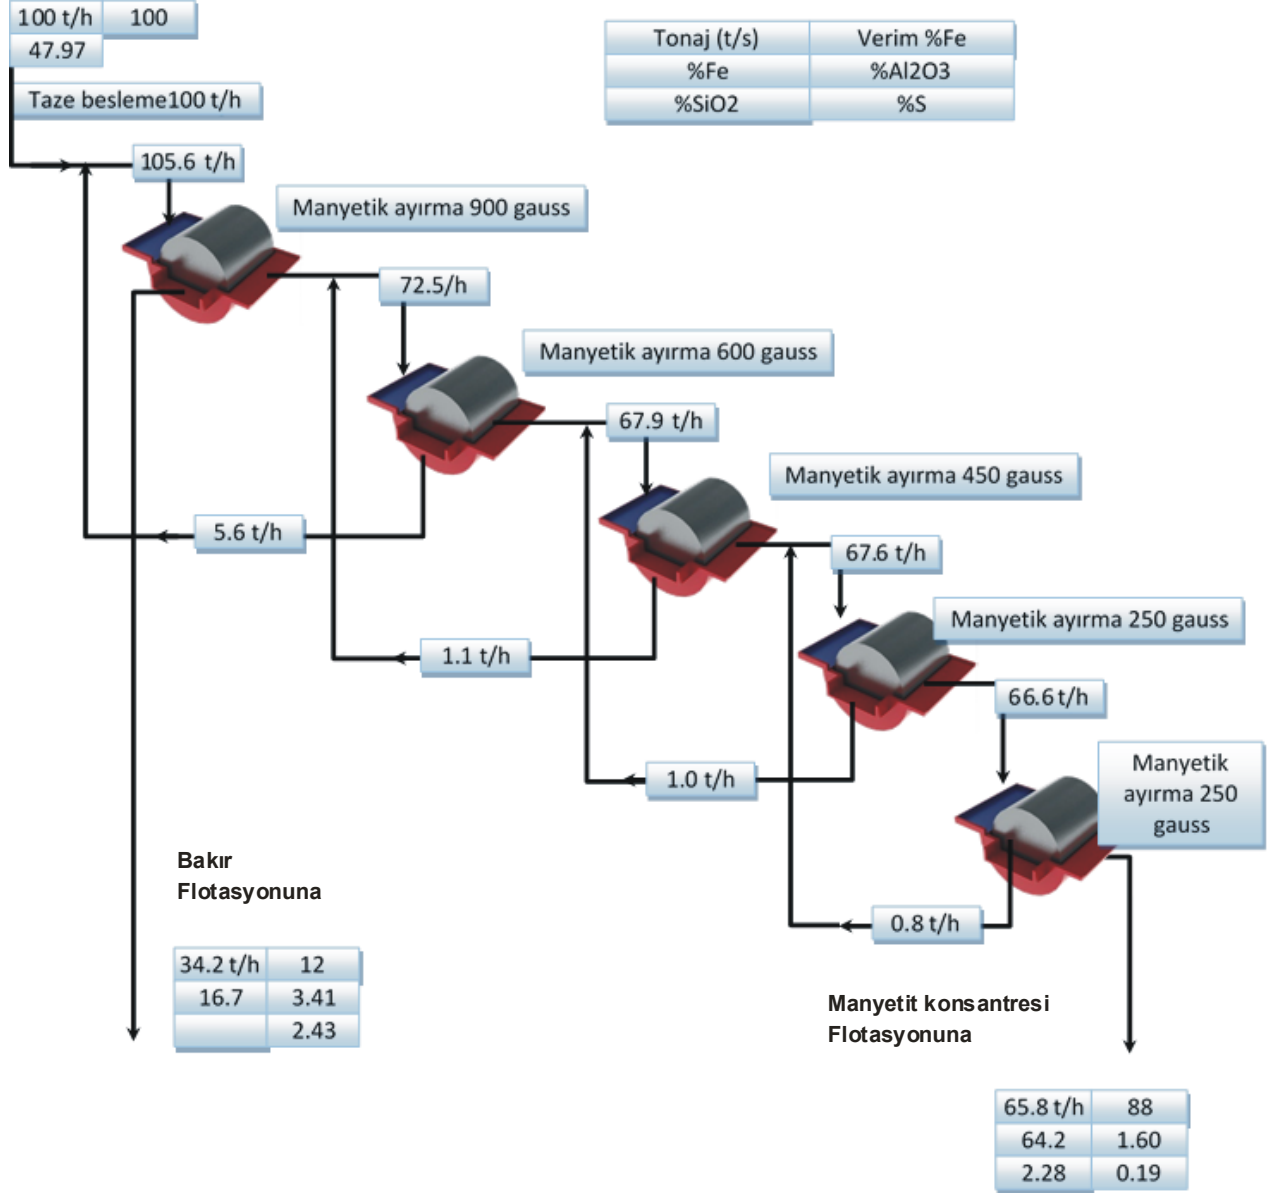 100 t/h 100
47.97
Tonaj (t/s) Verim %Fe
%Fe %Al2O3
%SiO2 %S
Taze besleme100 t/h
105.6 t/h
Manyetik ayırma 900 gauss
72.5/h
Manyetik ayırma 600 gauss
67.9 t/h
Manyetik ayırma 450 gauss
5.6 t/h
67.6 t/h
Manyetik ayırma 250 gauss
1.1 t/h
66.6 t/h
1.0 t/h
Manyetik
ayırma 250
gauss
Bakır
Flotasyonuna
0.8 t/h
34.2 t/h 12
16.7 3.41
2.43
Manyetit konsantresi
Flotasyonuna
65.8 t/h 88
64.2 1.60
2.28 0.19